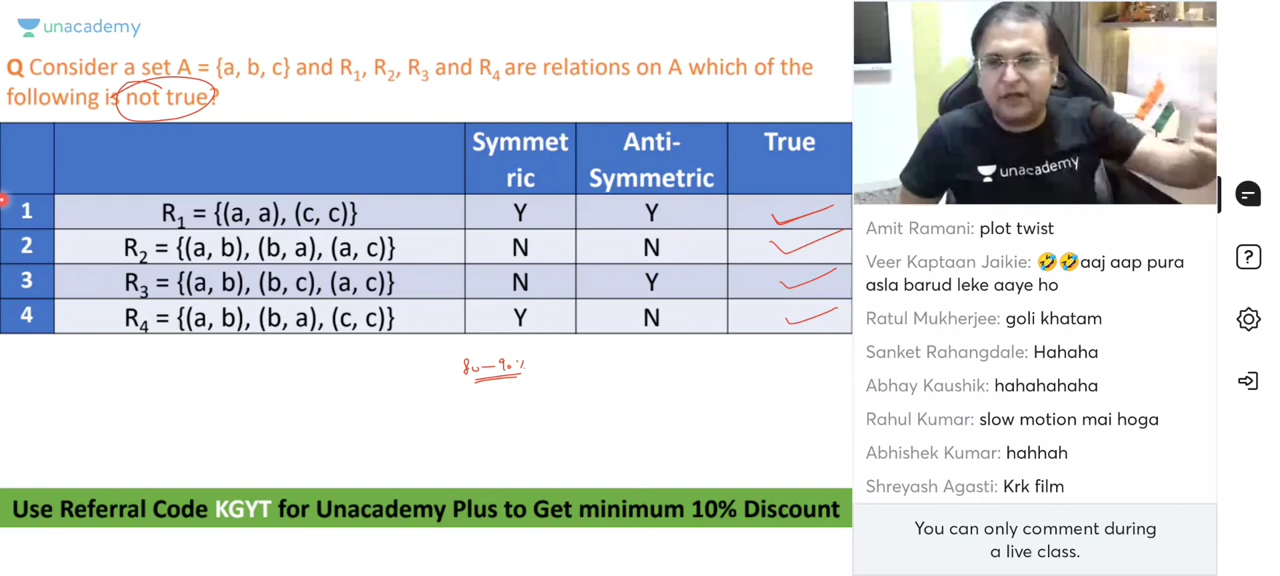 unacademy
Q Consider a set A = {a, b, c} and R₁, R₂, R₃ and R₄ are relations on A which of the
following is not true?
Symmet
ric
Anti-
Symmetric
True
1 R₁ = {(a, a), (c, c)} Y Y
2 R₂ = {(a, b), (b, a), (a, c)} N N
3 R₃ = {(a, b), (b, c), (a, c)} N Y
4 R₄ = {(a, b), (b, a), (c, c)} Y N
80-90%
Use Referral Code KGYT for Unacademy Plus to Get minimum 10% Discount
unacademy
Amit Ramani: plot twist
Veer Kaptaan Jaikie: 🤣🤣aaj aap pura
asla barud leke aaye ho
Ratul Mukherjee: goli khatam
Sanket Rahangdale: Hahaha
Abhay Kaushik: hahahahaha
Rahul Kumar: slow motion mai hoga
Abhishek Kumar: hahhah
Shreyash Agasti: Krk film
You can only comment during
a live class.